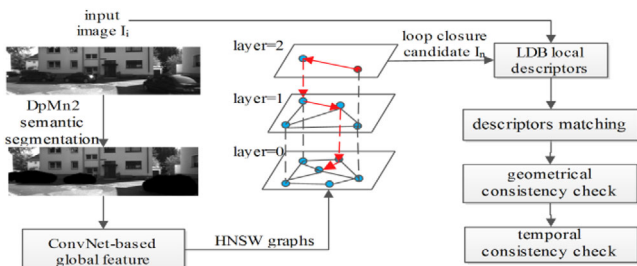 input
image Ii
DpMn2
semantic
segmentation
ConvNet-based
global feature
HNSW graphs
layer=2
layer=1
layer=0
loop closure
candidate In
LDB local
descriptors
descriptors matching
geometrical
consistency check
temporal
consistency check